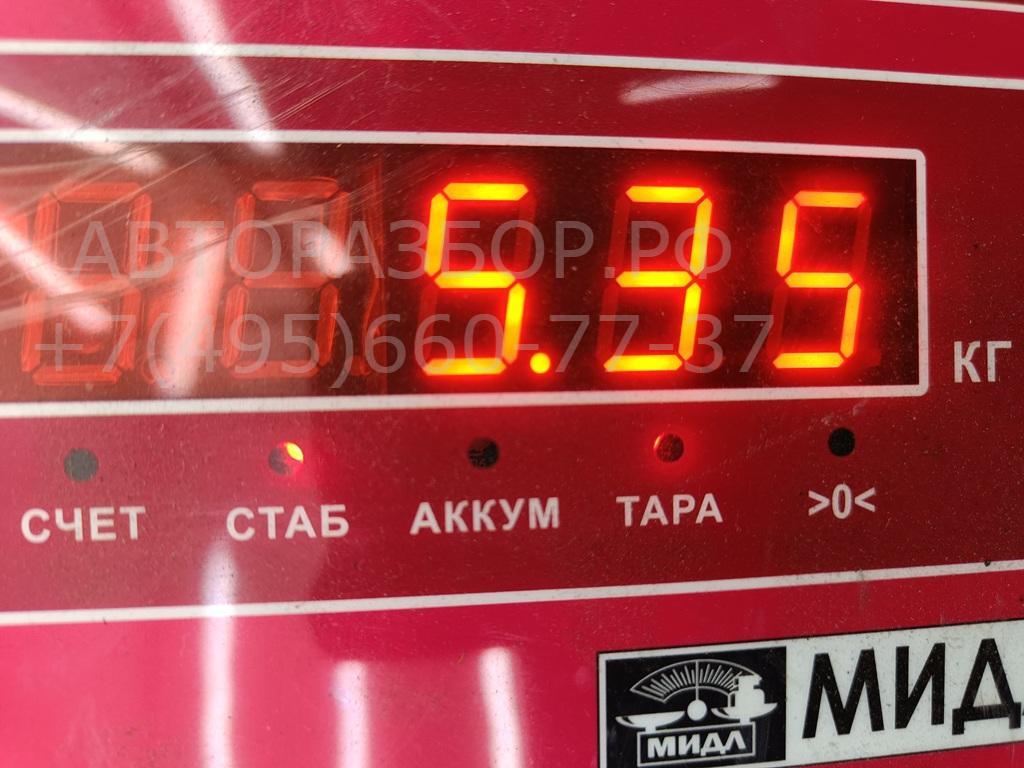 5.35
КГ
АВТОРАЗБОР.РФ
+7(495)660-77-37
СЧЕТ СТАБ АККУМ ТАРА >0<
МИДЛ
МИД